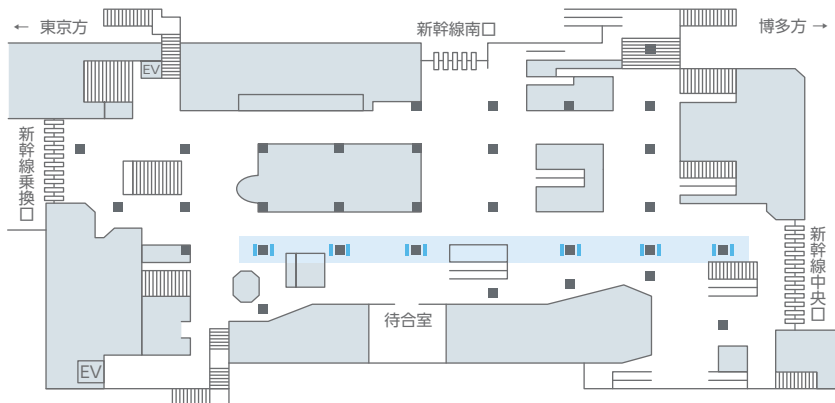 ← 東京方
新幹線南口
博多方 →
EV
新幹線乗換口
新幹線中央口
待合室
EV